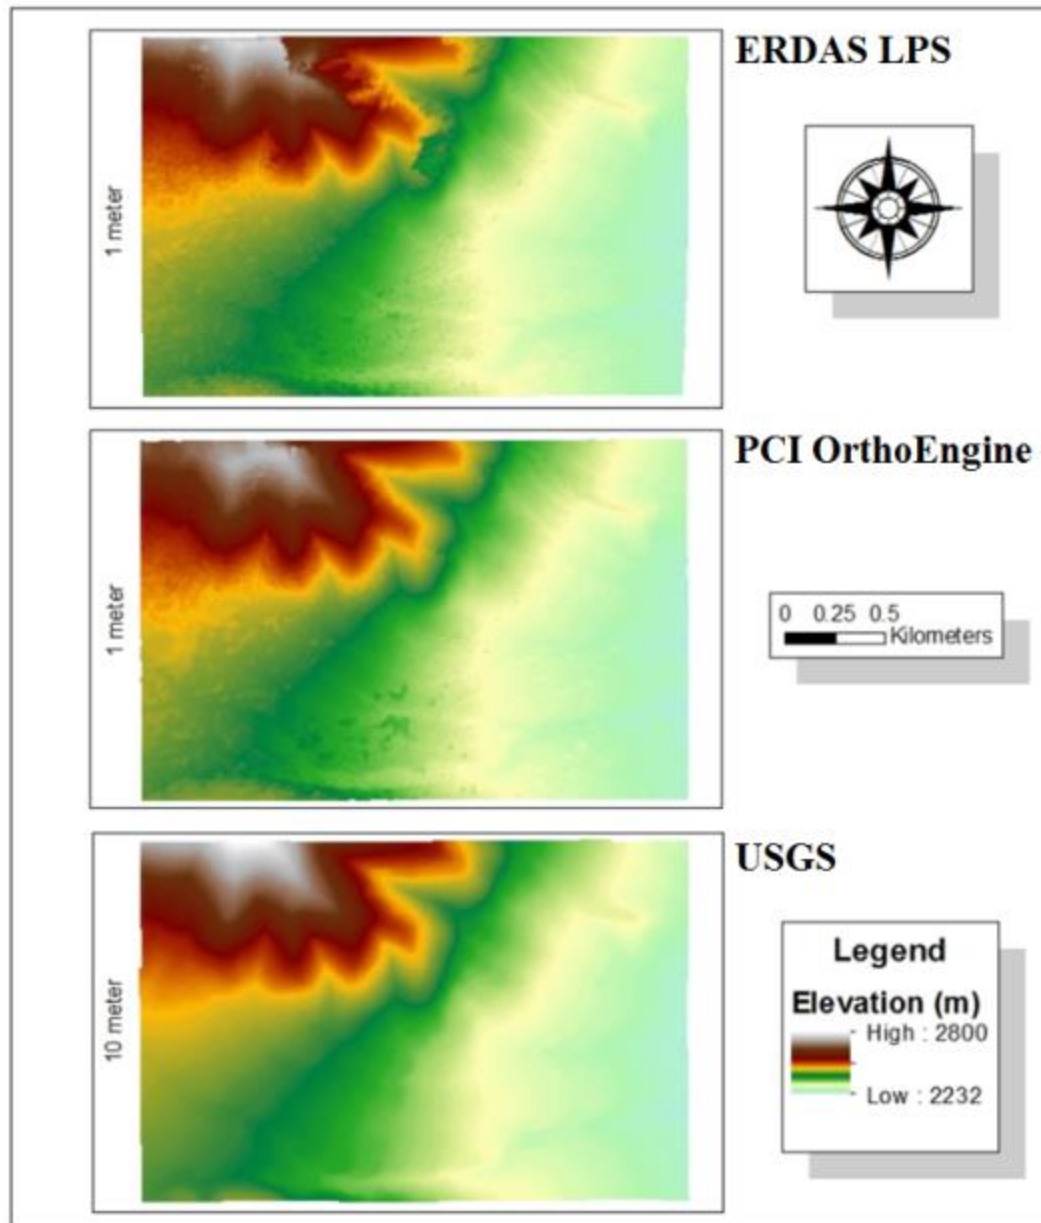 ERDAS LPS
1 meter
PCI OrthoEngine
1 meter
0 0.25 0.5
Kilometers
USGS
10 meter
Legend
Elevation (m)
High : 2800
Low : 2232